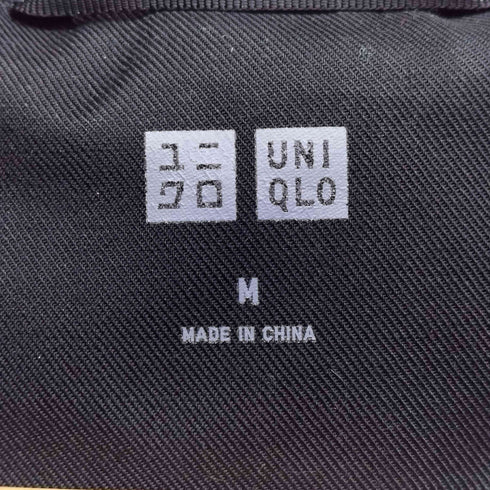 ユニ UNI
クロ QLO
M
MADE IN CHINA